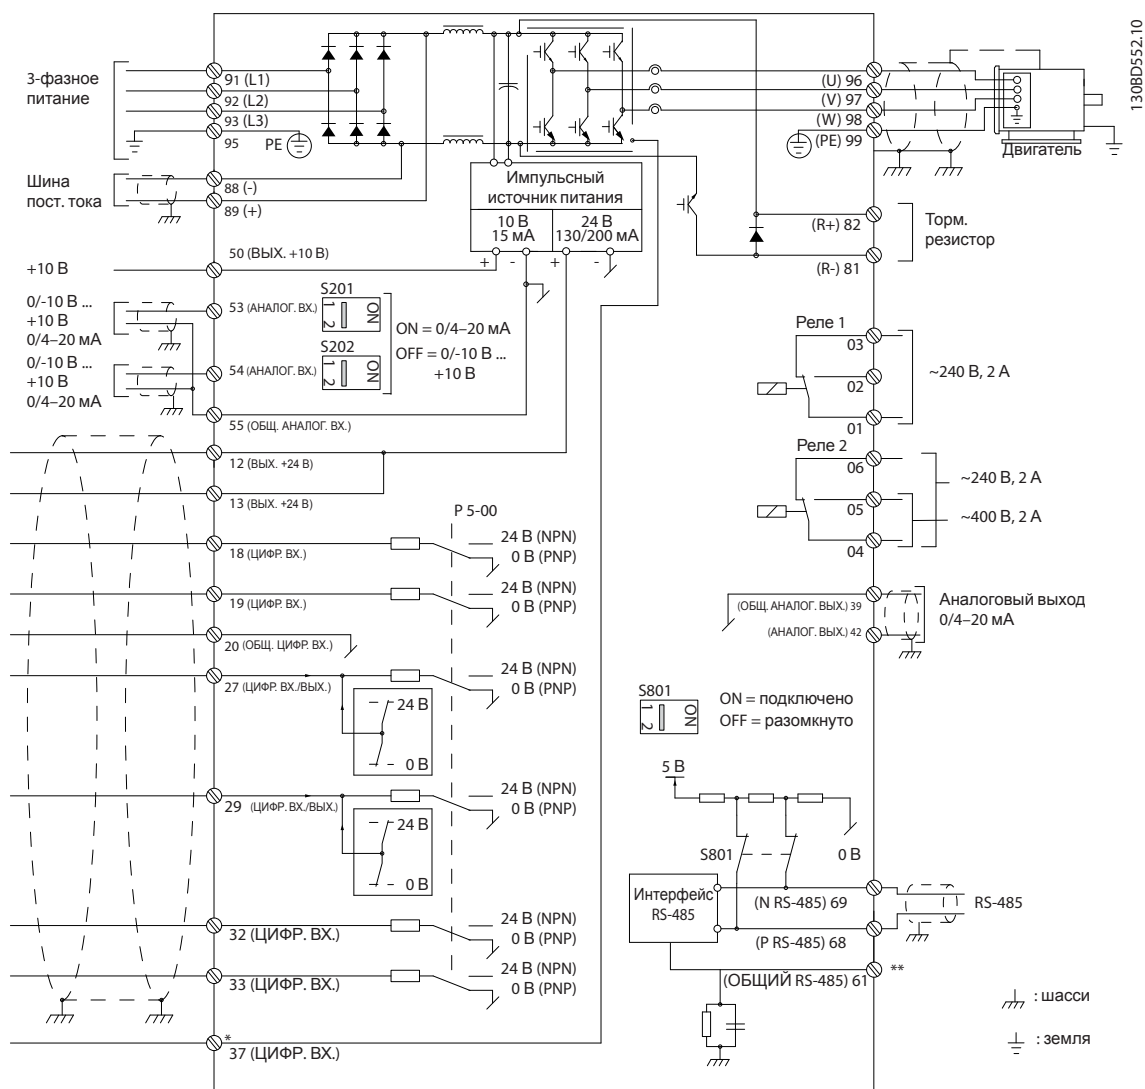 130BD552.10
3-фазное
питание
91 (L1)
92 (L2)
93 (L3)
95
PE
Шина
пост. тока
88 (-)
89 (+)
Импульсный
источник питания
10 В
15 мА
24 В
130/200 мА
+ - + -
(U) 96
(V) 97
(W) 98
(PE) 99
Двигатель
(R+) 82
(R-) 81
Торм.
резистор
+10 В
50 (ВЫХ. +10 В)
0/-10 В ...
+10 В
0/4–20 мА
53 (АНАЛОГ. ВХ.)
S201
1 2
ON
0/-10 В ...
+10 В
0/4–20 мА
54 (АНАЛОГ. ВХ.)
S202
1 2
ON
ON = 0/4–20 мА
OFF = 0/-10 В ...
+10 В
55 (ОБЩ. АНАЛОГ. ВХ.)
12 (ВЫХ. +24 В)
13 (ВЫХ. +24 В)
Реле 1
03
02
01
~240 В, 2 А
Реле 2
06
05
04
~240 В, 2 А
~400 В, 2 А
P 5-00
18 (ЦИФР. ВХ.)
24 В (NPN)
0 В (PNP)
19 (ЦИФР. ВХ.)
24 В (NPN)
0 В (PNP)
20 (ОБЩ. ЦИФР. ВХ.)
27 (ЦИФР. ВХ./ВЫХ.)
24 В (NPN)
0 В (PNP)
24 В
0 В
29 (ЦИФР. ВХ./ВЫХ.)
24 В (NPN)
0 В (PNP)
24 В
0 В
32 (ЦИФР. ВХ.)
24 В (NPN)
0 В (PNP)
33 (ЦИФР. ВХ.)
24 В (NPN)
0 В (PNP)
*
37 (ЦИФР. ВХ.)
(ОБЩ. АНАЛОГ. ВЫХ.) 39
(АНАЛОГ. ВЫХ.) 42
Аналоговый выход
0/4–20 мА
S801
1 2
ON
ON = подключено
OFF = разомкнуто
5 В
S801
0 В
Интерфейс
RS-485
(N RS-485) 69
(P RS-485) 68
(ОБЩИЙ RS-485) 61
RS-485
**
: шасси
: земля